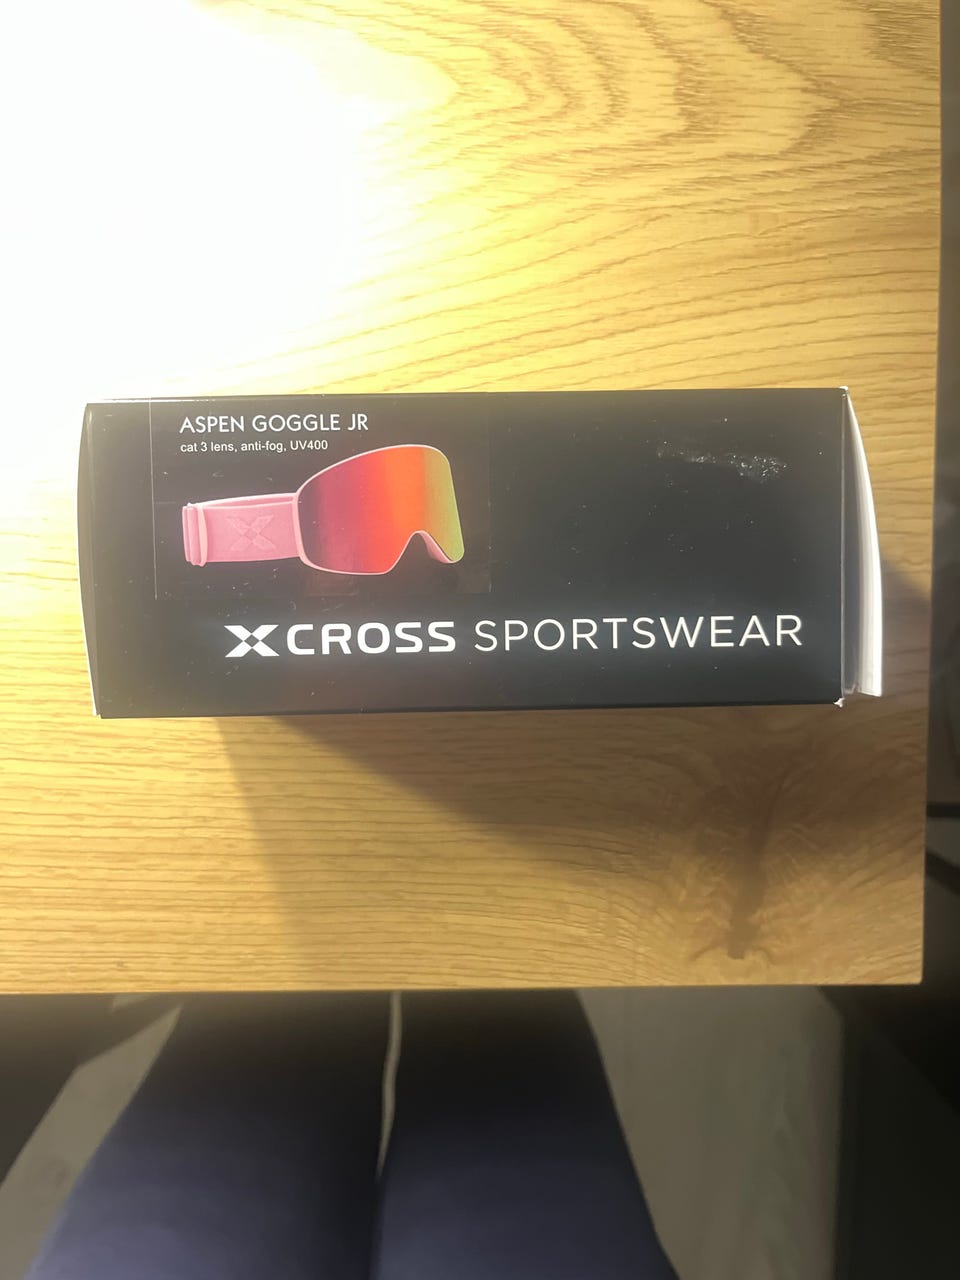 ASPEN GOGGLE JR
cat 3 lens, anti-fog, UV400
X CROSS SPORTSWEAR